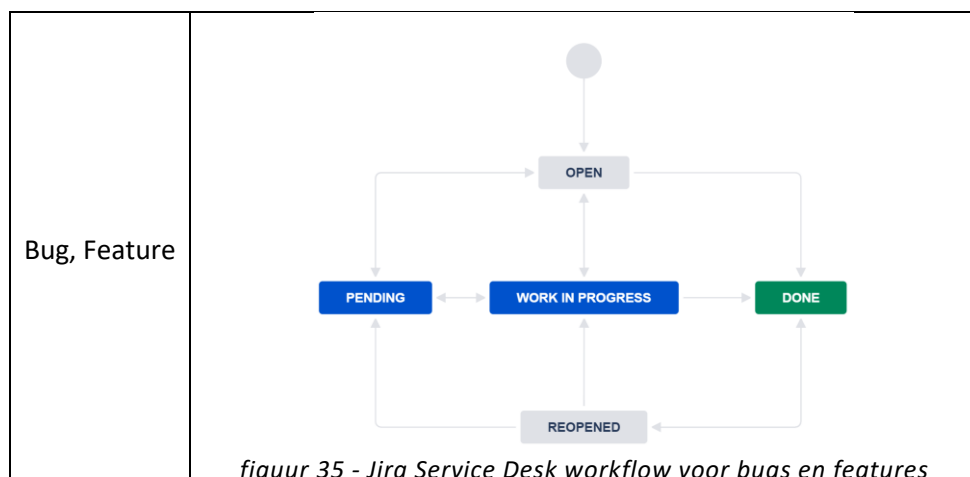 OPEN
Bug, Feature
PENDING
WORK IN PROGRESS
DONE
REOPENED
figuur 35 - Jira Service Desk workflow voor bugs en features